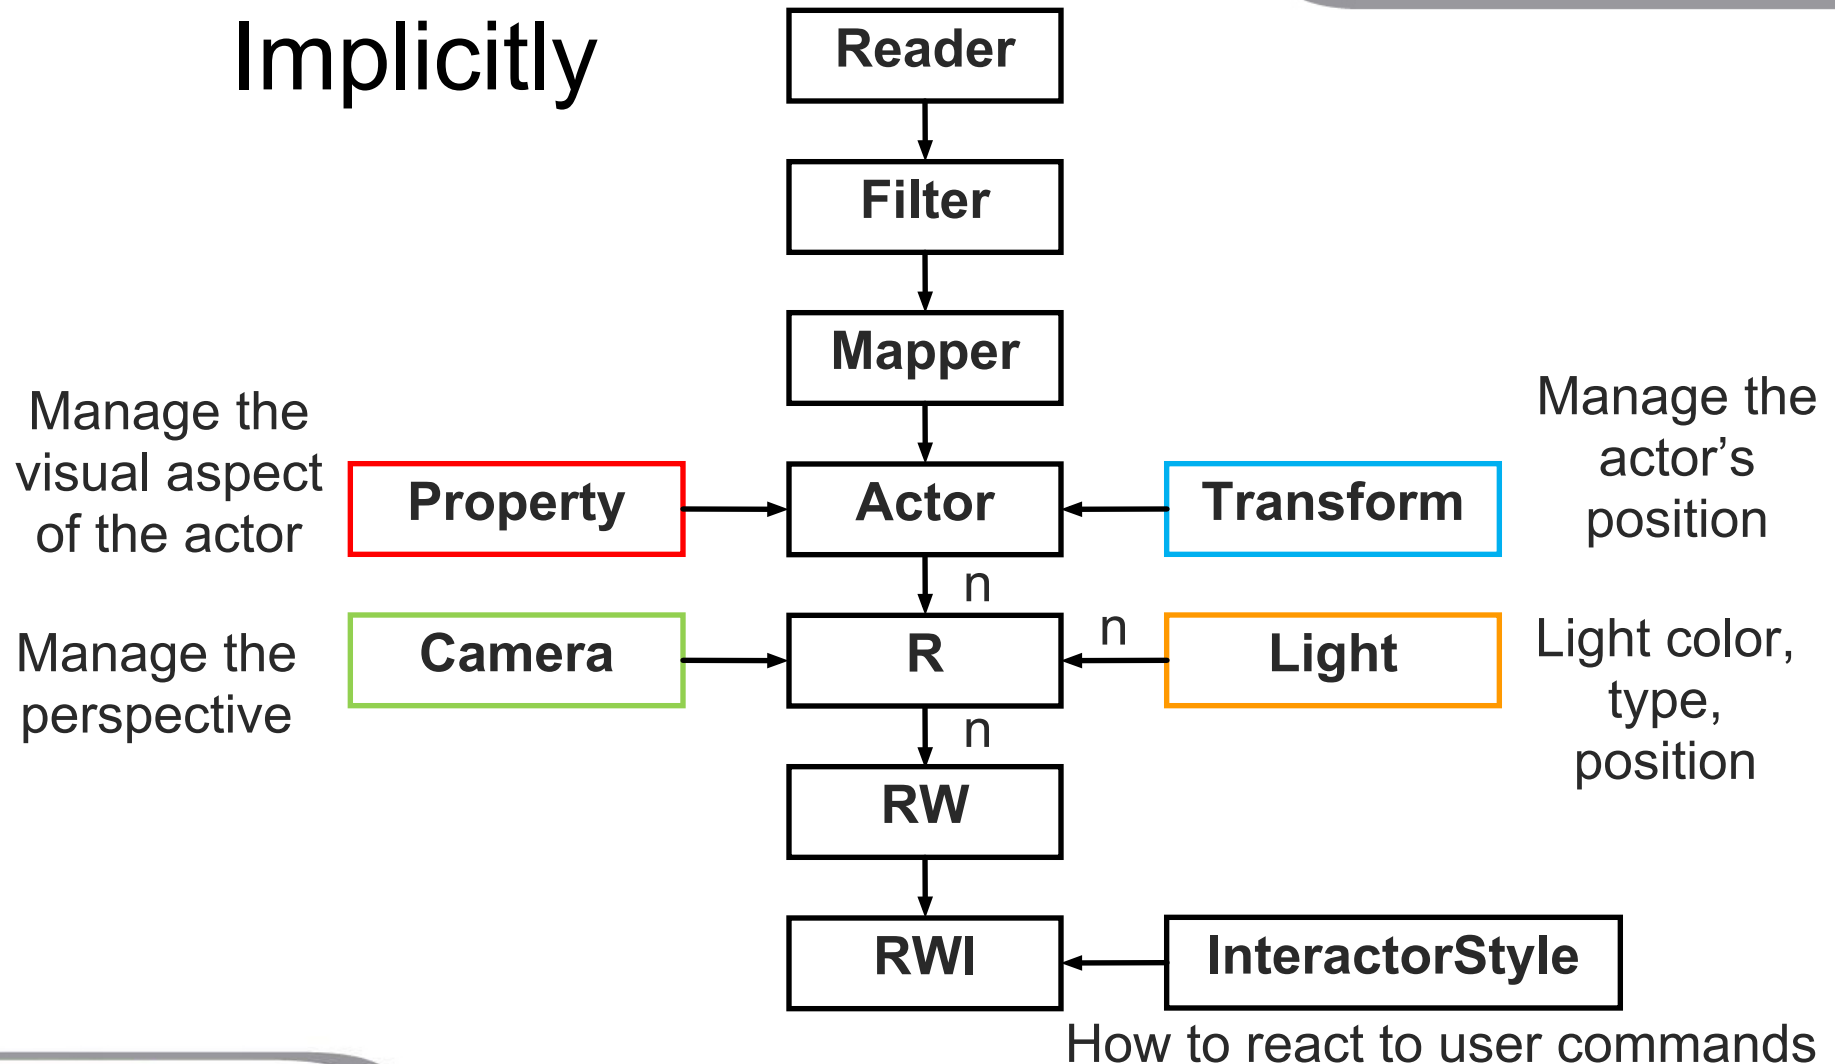 Implicitly
Reader
Filter
Mapper
Manage the
visual aspect
of the actor
Property
Actor
Transform
Manage the
actor’s
position
n
Manage the
perspective
Camera
R
n
Light
Light color,
type,
position
n
RW
RWI
InteractorStyle
How to react to user commands